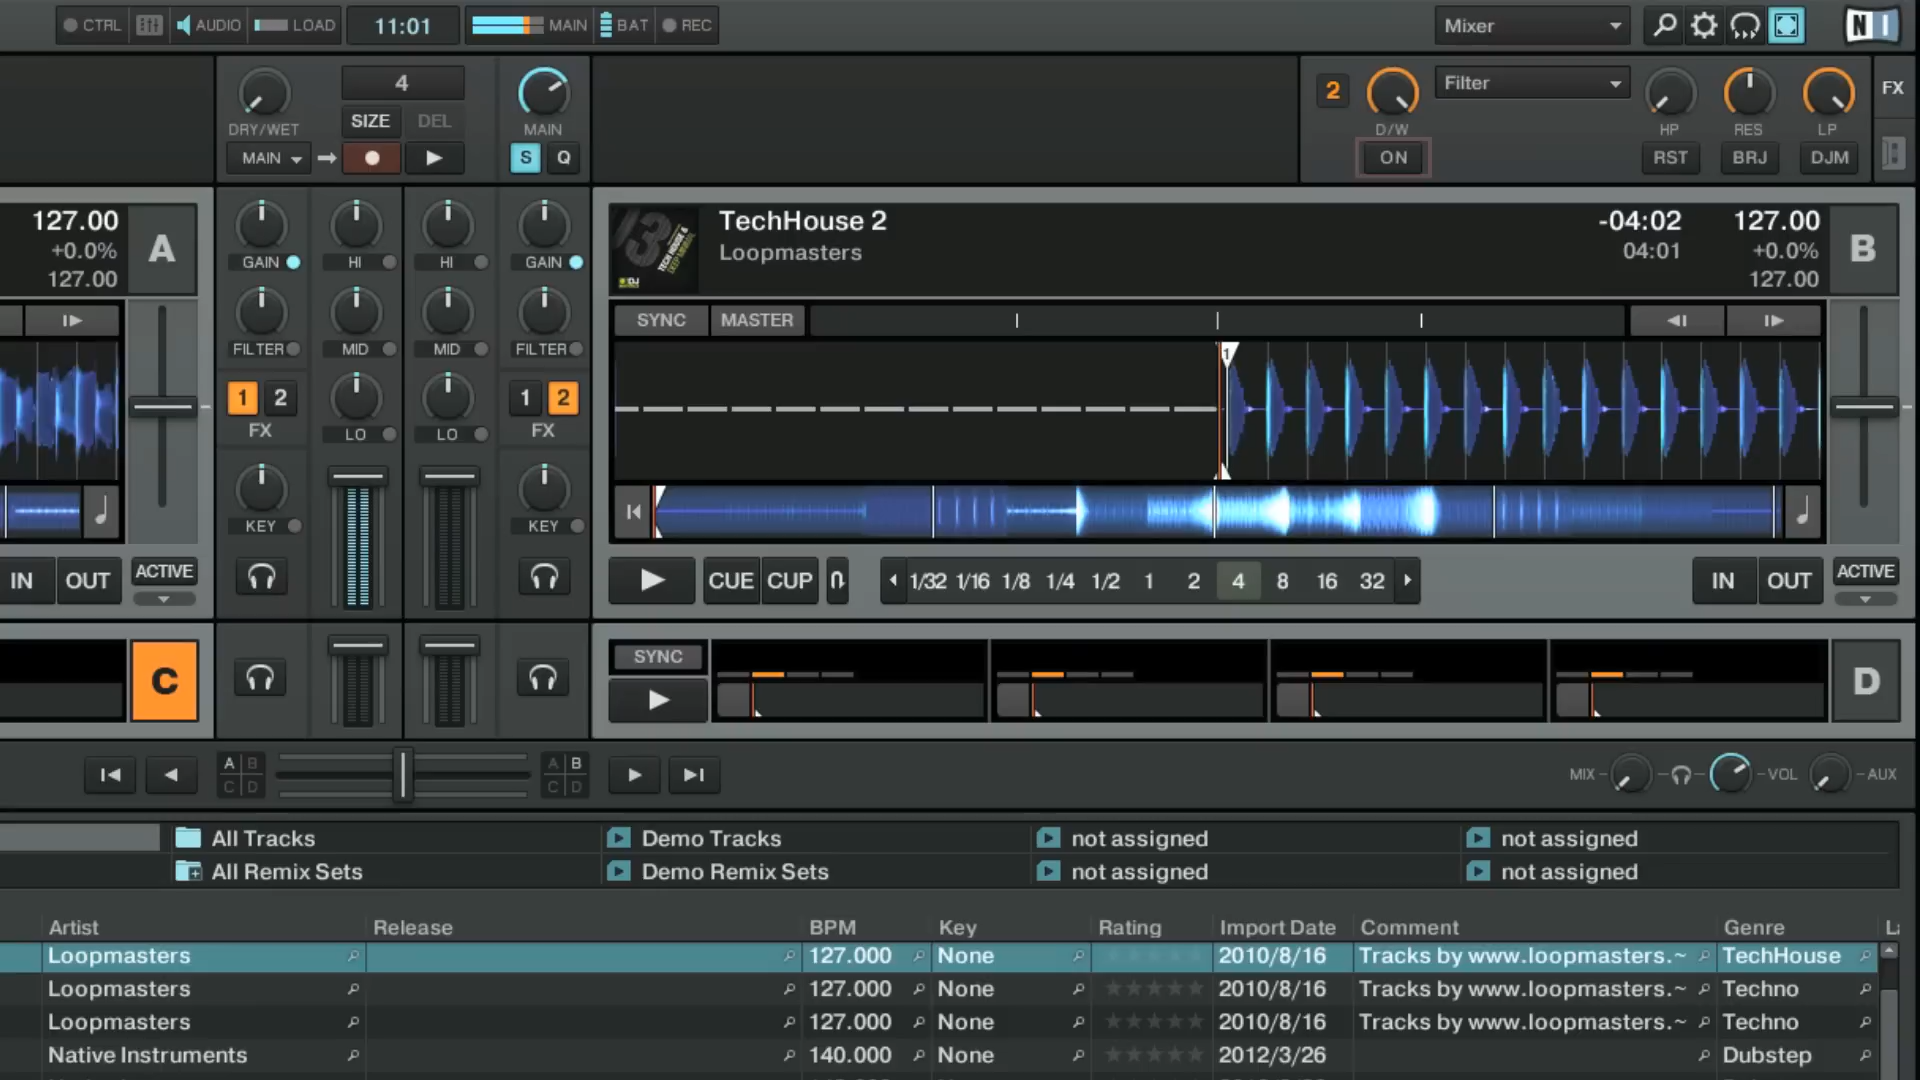 CTRL AUDIO LOAD 11:01 MAIN BAT REC Mixer NI
4
2 Filter FX
SIZE DEL
DRY/WET MAIN D/W HP RES LP
MAIN S Q ON RST BRJ DJM
127.00 A TechHouse 2 -04:02 127.00 B
+0.0% Loopmasters 04:01 +0.0%
127.00 127.00
GAIN HI HI GAIN
SYNC MASTER
FILTER MID MID FILTER
1
1 2 1 2
FX LO LO FX
KEY KEY
IN OUT ACTIVE CUE CUP 1/32 1/16 1/8 1/4 1/2 1 2 4 8 16 32 IN OUT ACTIVE
C SYNC D
A B A B
C D C D
MIX VOL AUX
All Tracks Demo Tracks not assigned not assigned
All Remix Sets Demo Remix Sets not assigned not assigned
Artist Release BPM Key Rating Import Date Comment Genre
Loopmasters 127.000 None 2010/8/16 Tracks by www.loopmasters.~ TechHouse
Loopmasters 127.000 None 2010/8/16 Tracks by www.loopmasters.~ Techno
Loopmasters 127.000 None 2010/8/16 Tracks by www.loopmasters.~ Techno
Native Instruments 140.000 None 2012/3/26 Dubstep